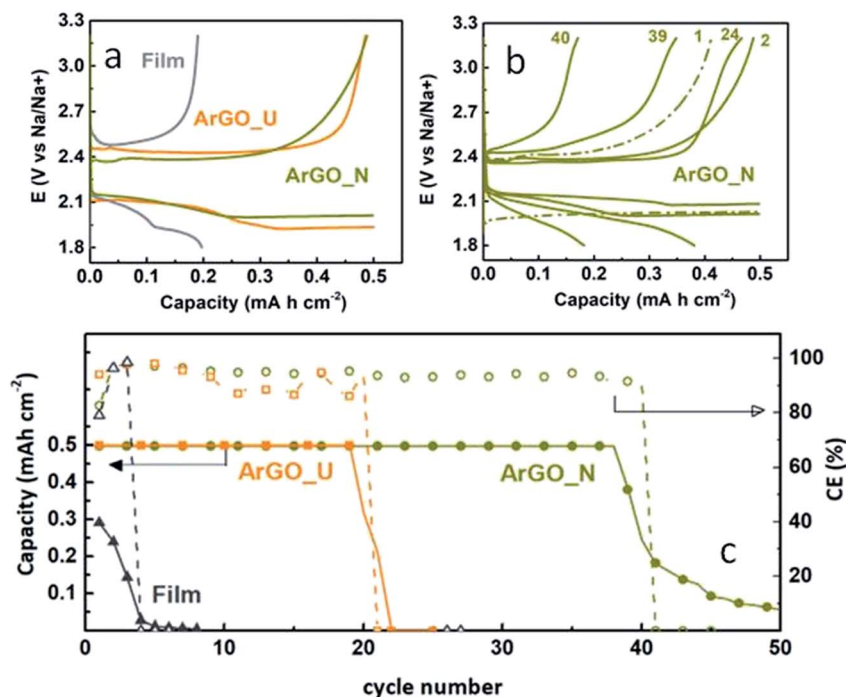 a
Film
ArGO_U
ArGO_N
E (V vs Na/Na+)
3.3
3.0
2.7
2.4
2.1
1.8
0.0 0.1 0.2 0.3 0.4 0.5
Capacity (mA h cm⁻²)
b
40 39 1 24 2
ArGO_N
E (V vs Na/Na+)
3.3
3.0
2.7
2.4
2.1
1.8
0.0 0.1 0.2 0.3 0.4 0.5
Capacity (mA h cm⁻²)
Capacity (mAh cm⁻²)
0.5
0.4
0.3
0.2
0.1
ArGO_U
ArGO_N
Film
c
100
80
60
40
20
CE (%)
0 10 20 30 40 50
cycle number